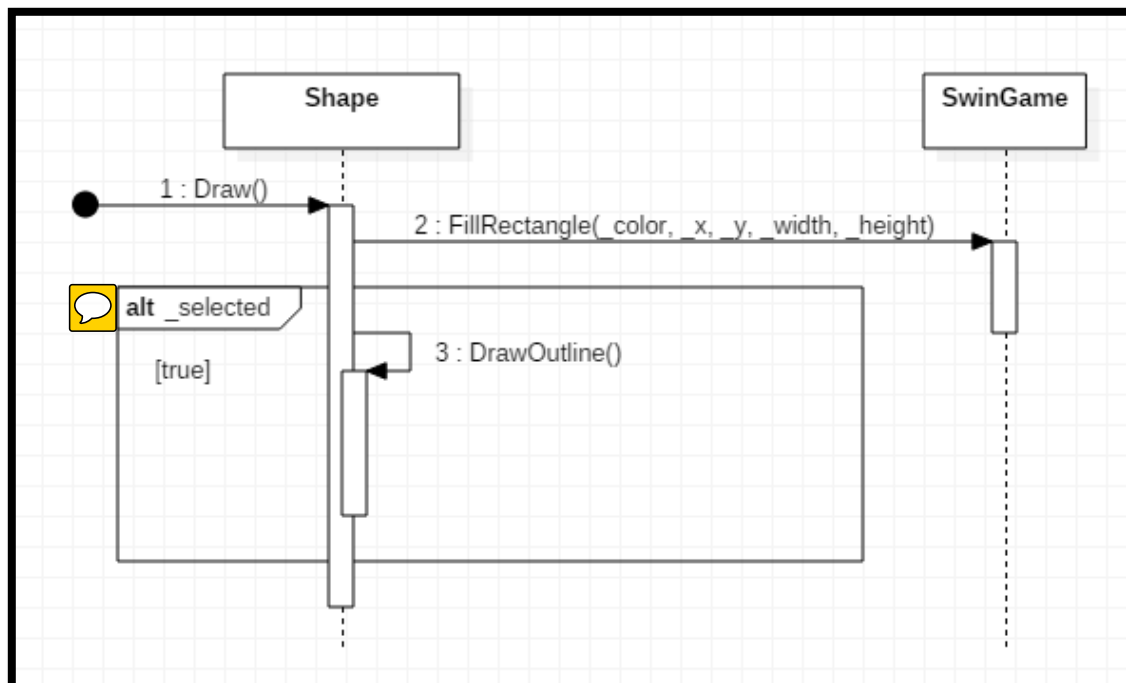 Shape
SwinGame
1 : Draw()
2 : FillRectangle(_color, _x, _y, _width, _height)
alt _selected
3 : DrawOutline()
[true]